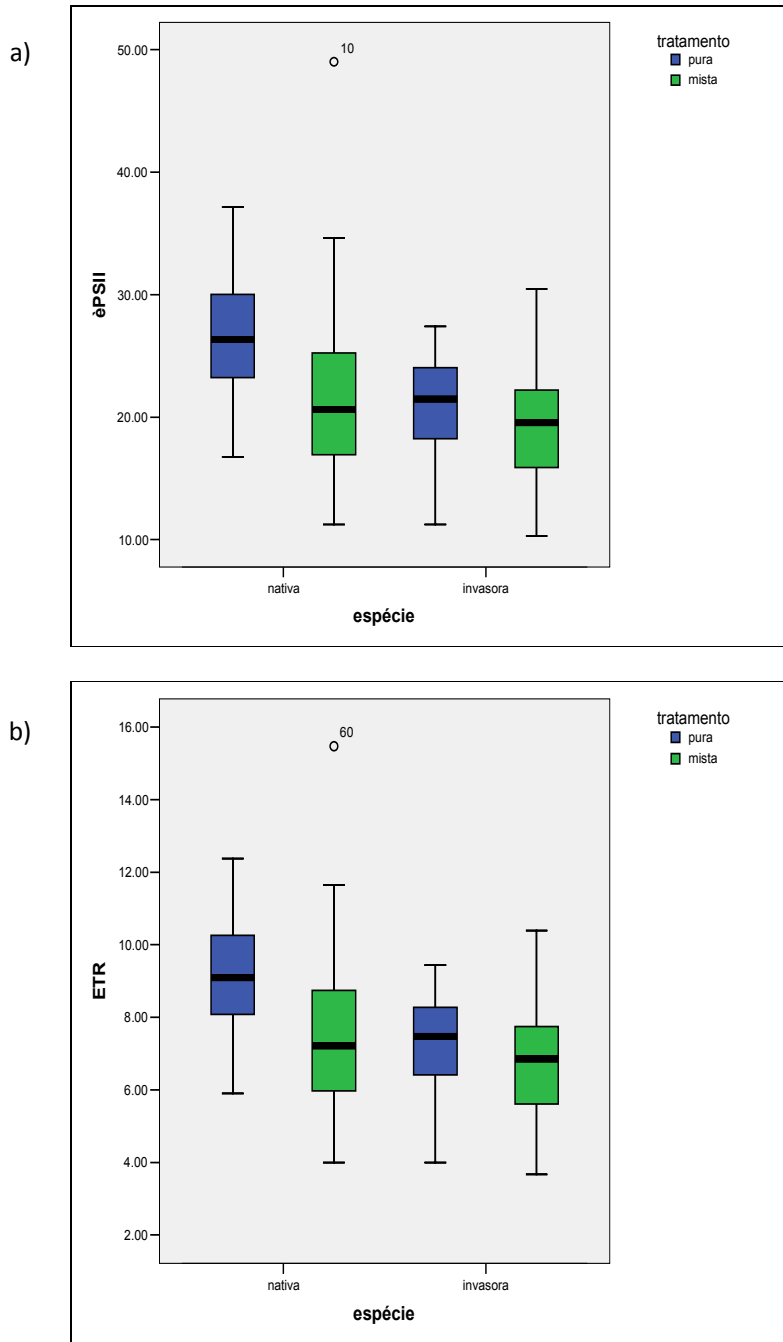 a)
50.00
40.00
30.00
20.00
10.00
èPSII
10
nativa
invasora
espécie
tratamento
pura
mista
b)
16.00
14.00
12.00
10.00
8.00
6.00
4.00
2.00
ETR
60
nativa
invasora
espécie
tratamento
pura
mista